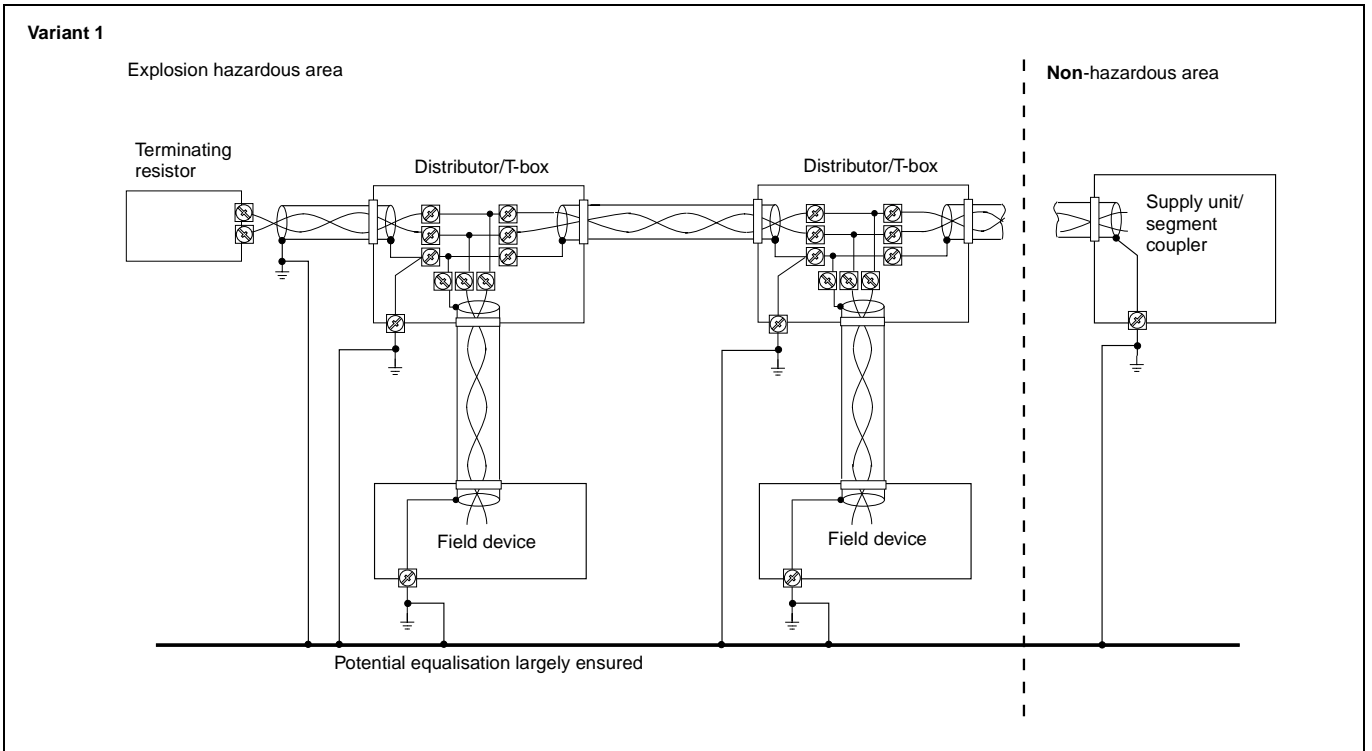 Variant 1
Explosion hazardous area
Non-hazardous area
Terminating
resistor
Distributor/T-box
Distributor/T-box
Supply unit/
segment
coupler
Field device
Field device
Potential equalisation largely ensured